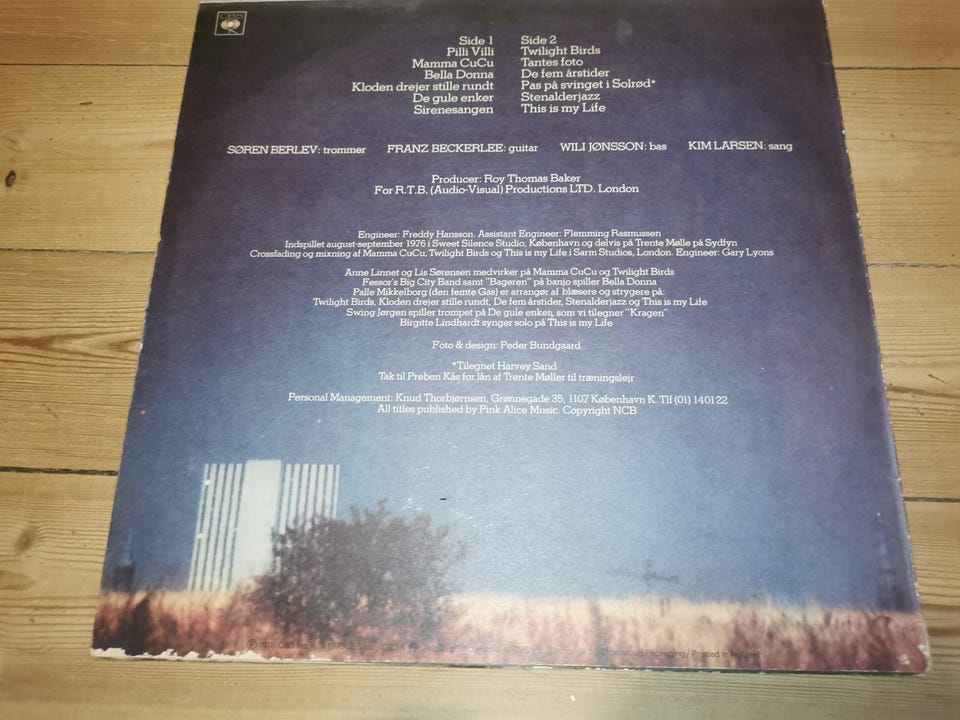 CBS
Side 1
Pilli Villi
Mamma CuCu
Bella Donna
Kloden drejer stille rundt
De gule enker
Sirenesangen
Side 2
Twilight Birds
Tantes foto
De fem årstider
Pas på svinget i Solrød*
Stenalderjazz
This is my Life
SØREN BERLEV: trommer FRANZ BECKERLEE: guitar WILI JØNSSON: bas KIM LARSEN: sang
Producer: Roy Thomas Baker
For R.T.B. (Audio-Visual) Productions LTD. London
Engineer: Freddy Hansson. Assistant Engineer: Flemming Rasmussen
Indspillet august-september 1976 i Sweet Silence Studio, København og delvis på Trente Mølle på Sydfyn
Crossfading og mixning af Mamma CuCu, Twilight Birds og This is my Life i Sarm Studios, London. Engineer: Gary Lyons
Anne Linnet og Lis Sørensen medvirker på Mamma CuCu og Twilight Birds
Fessor's Big City Band samt "Bageren" på banjo spiller Bella Donna
Palle Mikkelborg (den femte Gas) er arrangør af blæsere og strygere på:
Twilight Birds, Kloden drejer stille rundt, De fem årstider, Stenalderjazz og This is my Life
Swing Jørgen spiller trompet på De gule enker, som vi tilegner "Kragen"
Birgitte Lindhardt synger solo på This is my Life
Foto & design: Peder Bundgaard
*Tilegnet Harvey Sand
Tak til Preben Kås for lån af Trente Møller til træningslejr
Personal Management: Knud Thorbjørnsen, Grønnegade 35, 1107 København K. Tlf (01) 14 01 22
All titles published by Pink Alice Music. Copyright NCB
1976 CBS Packaging / Printed in